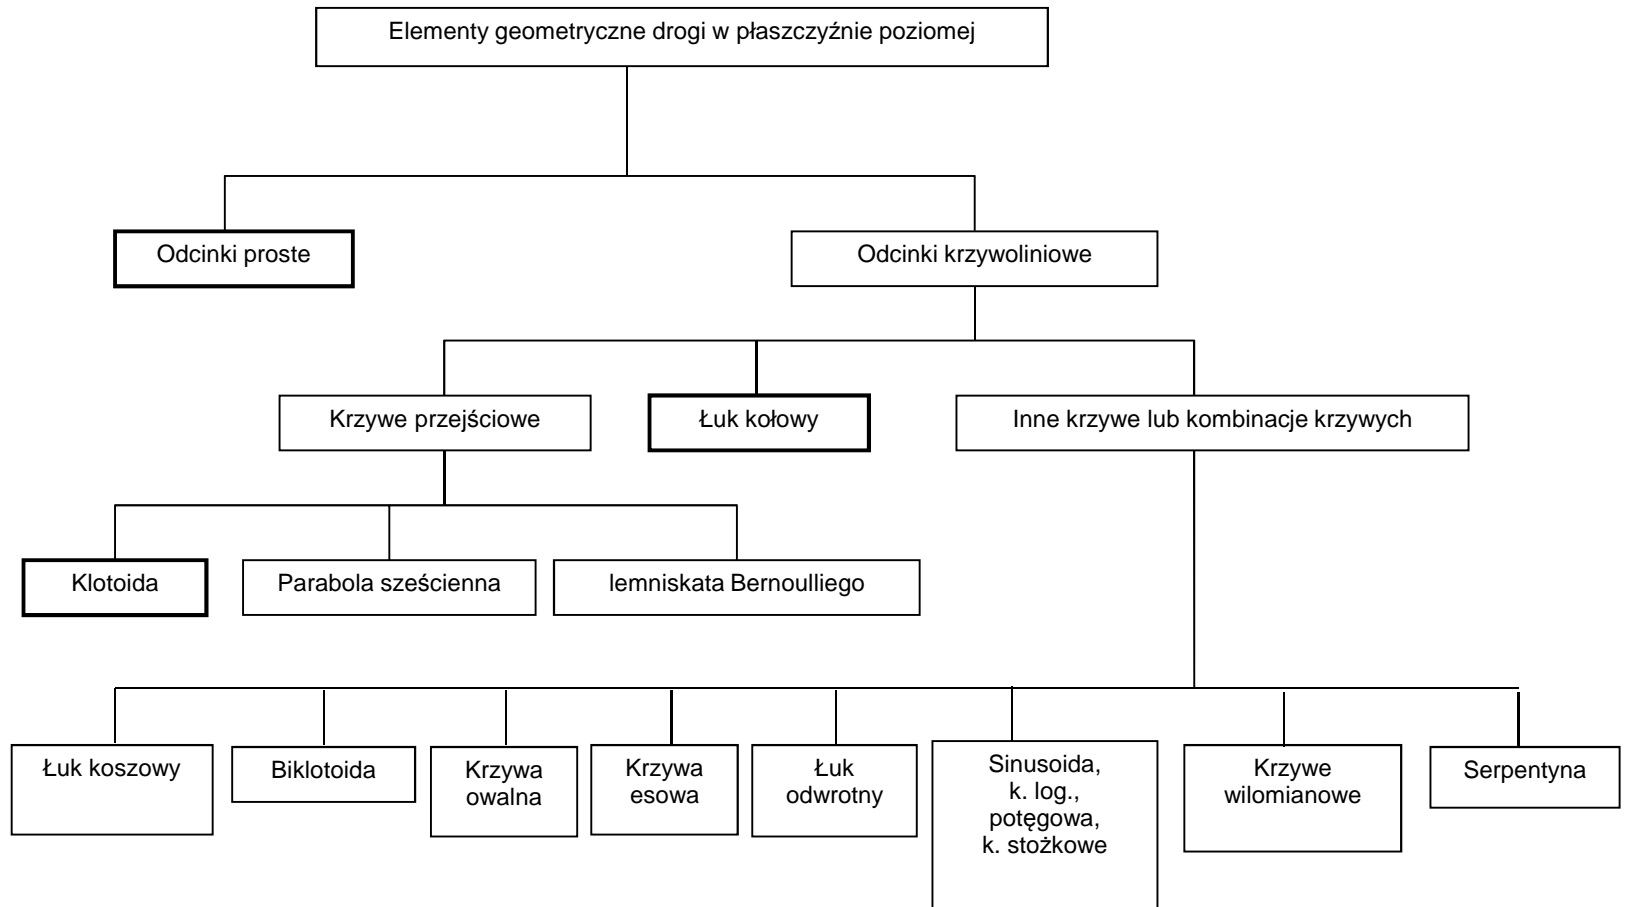 Elementy geometryczne drogi w płaszczyźnie poziomej
Odcinki proste
Odcinki krzywoliniowe
Krzywe przejściowe
Łuk kołowy
Inne krzywe lub kombinacje krzywych
Klotoida
Parabola sześcienna
lemniskata Bernoulliego
Łuk koszowy
Biklotoida
Krzywa
owalna
Krzywa
esowa
Łuk
odwrotny
Sinusoida,
k. log.,
potęgowa,
k. stożkowe
Krzywe
wilomianowe
Serpentyna